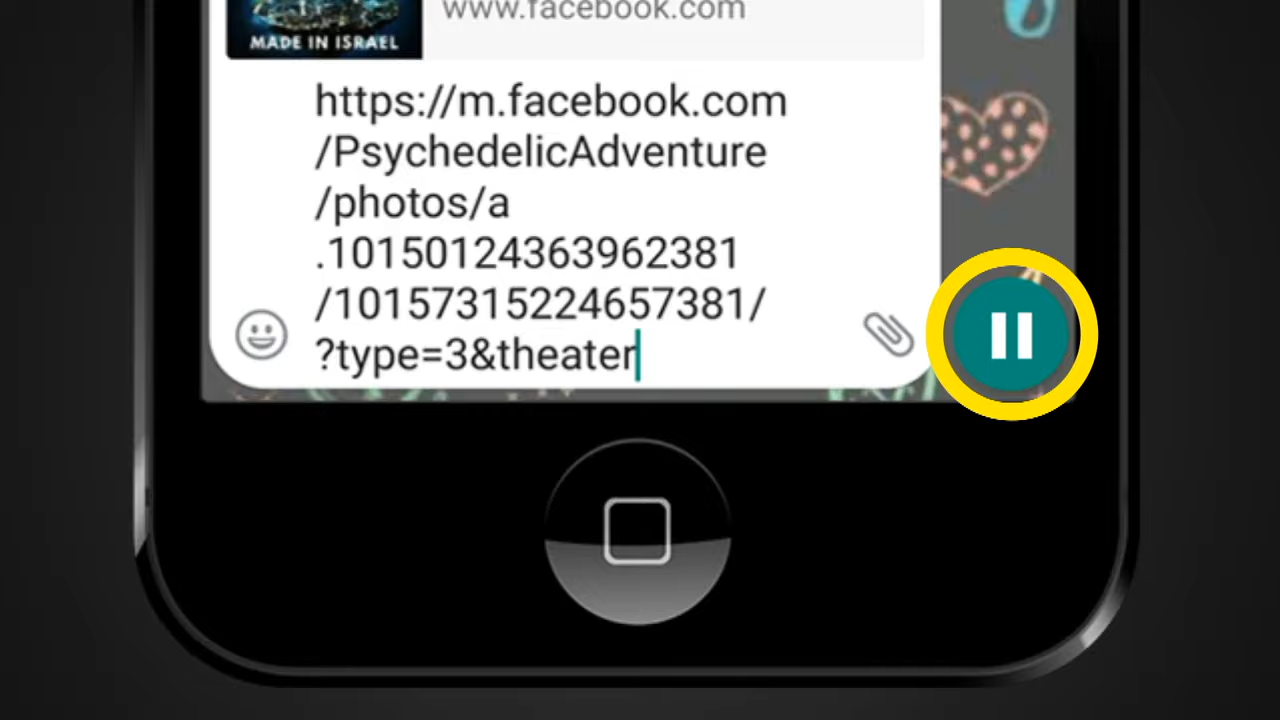 www.facebook.com
MADE IN ISRAEL
https://m.facebook.com
/PsychedelicAdventure
/photos/a
.10150124363962381
/10157315224657381/
?type=3&theater